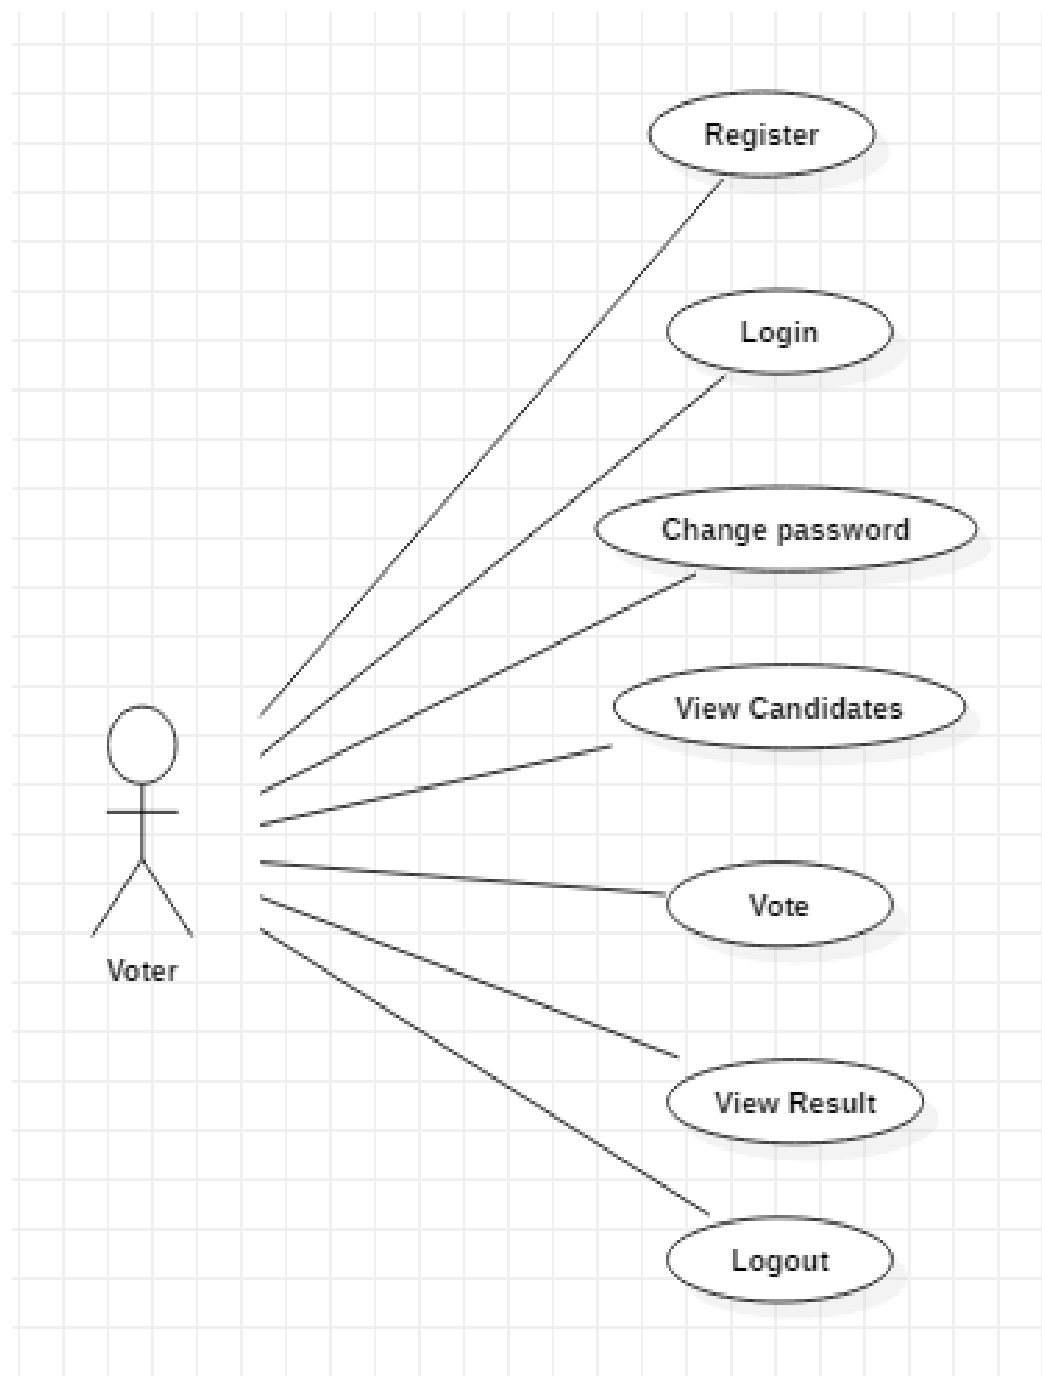 Register
Login
Change password
View Candidates
Vote
Voter
View Result
Logout